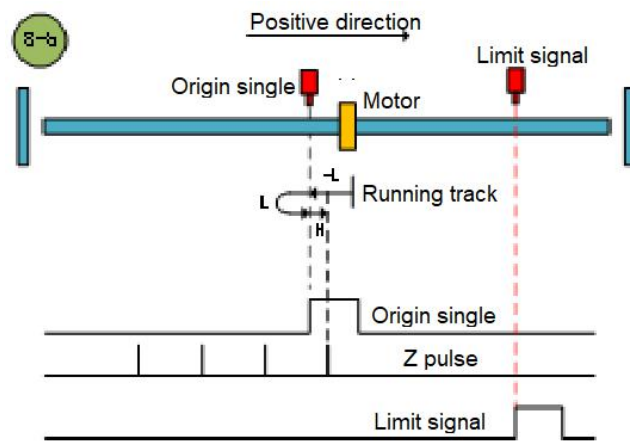 8-b
Positive direction
Origin single
Limit signal
Motor
-L
L
Running track
H
Origin single
Z pulse
Limit signal